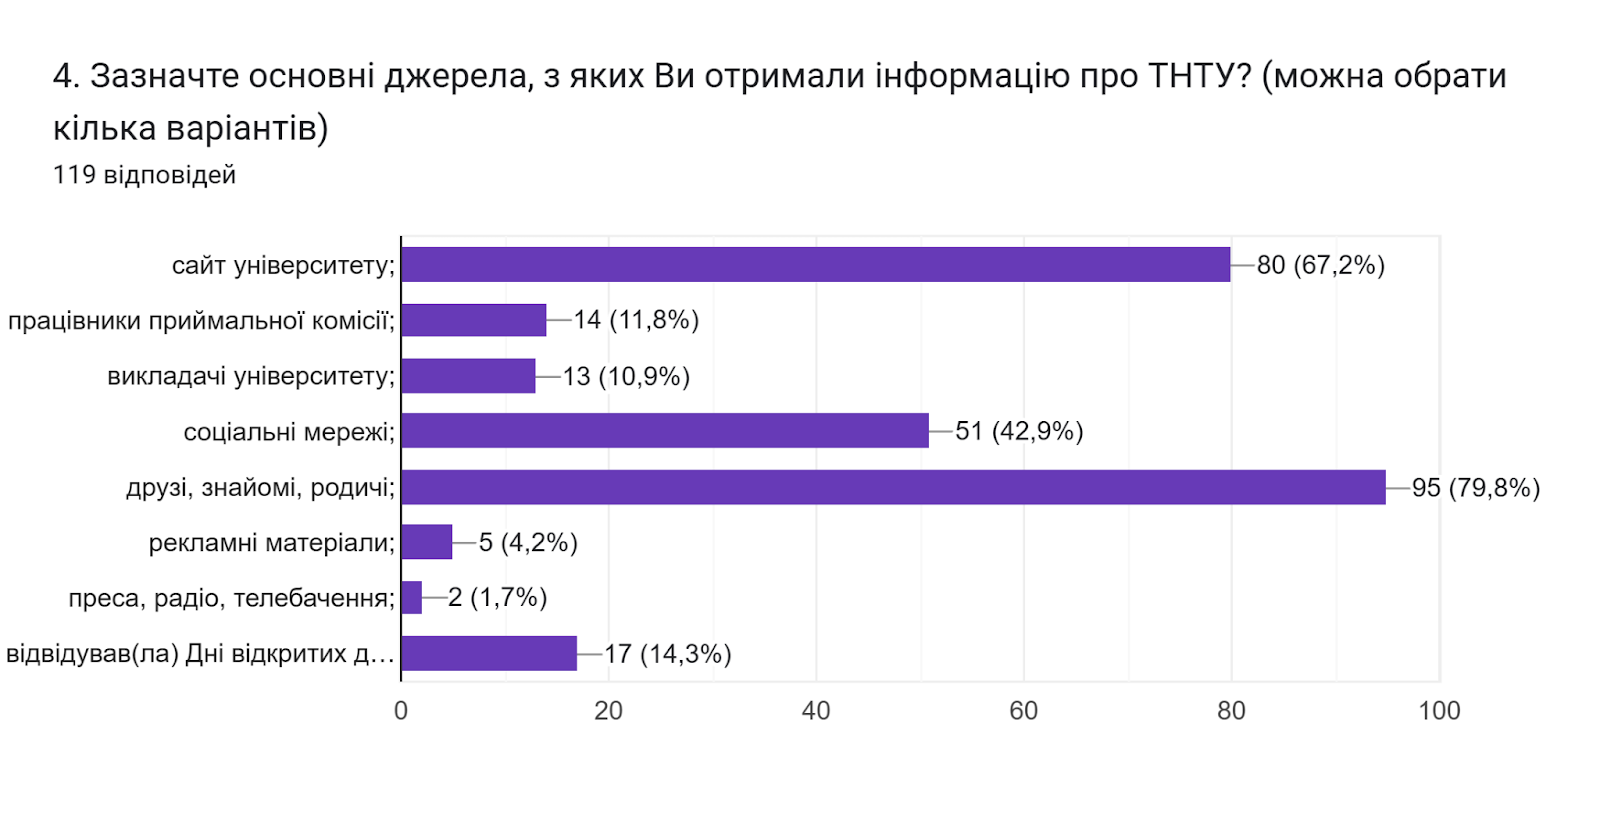 4. Зазначте основні джерела, з яких Ви отримали інформацію про ТНТУ? (можна обрати
кілька варіантів)
119 відповідей
сайт університету;
80 (67,2%)
працівники приймальної комісії;
14 (11,8%)
викладачі університету;
13 (10,9%)
соціальні мережі;
51 (42,9%)
друзі, знайомі, родичі;
95 (79,8%)
рекламні матеріали;
5 (4,2%)
преса, радіо, телебачення;
2 (1,7%)
відвідував(ла) Дні відкритих д…
17 (14,3%)
0 20 40 60 80 100